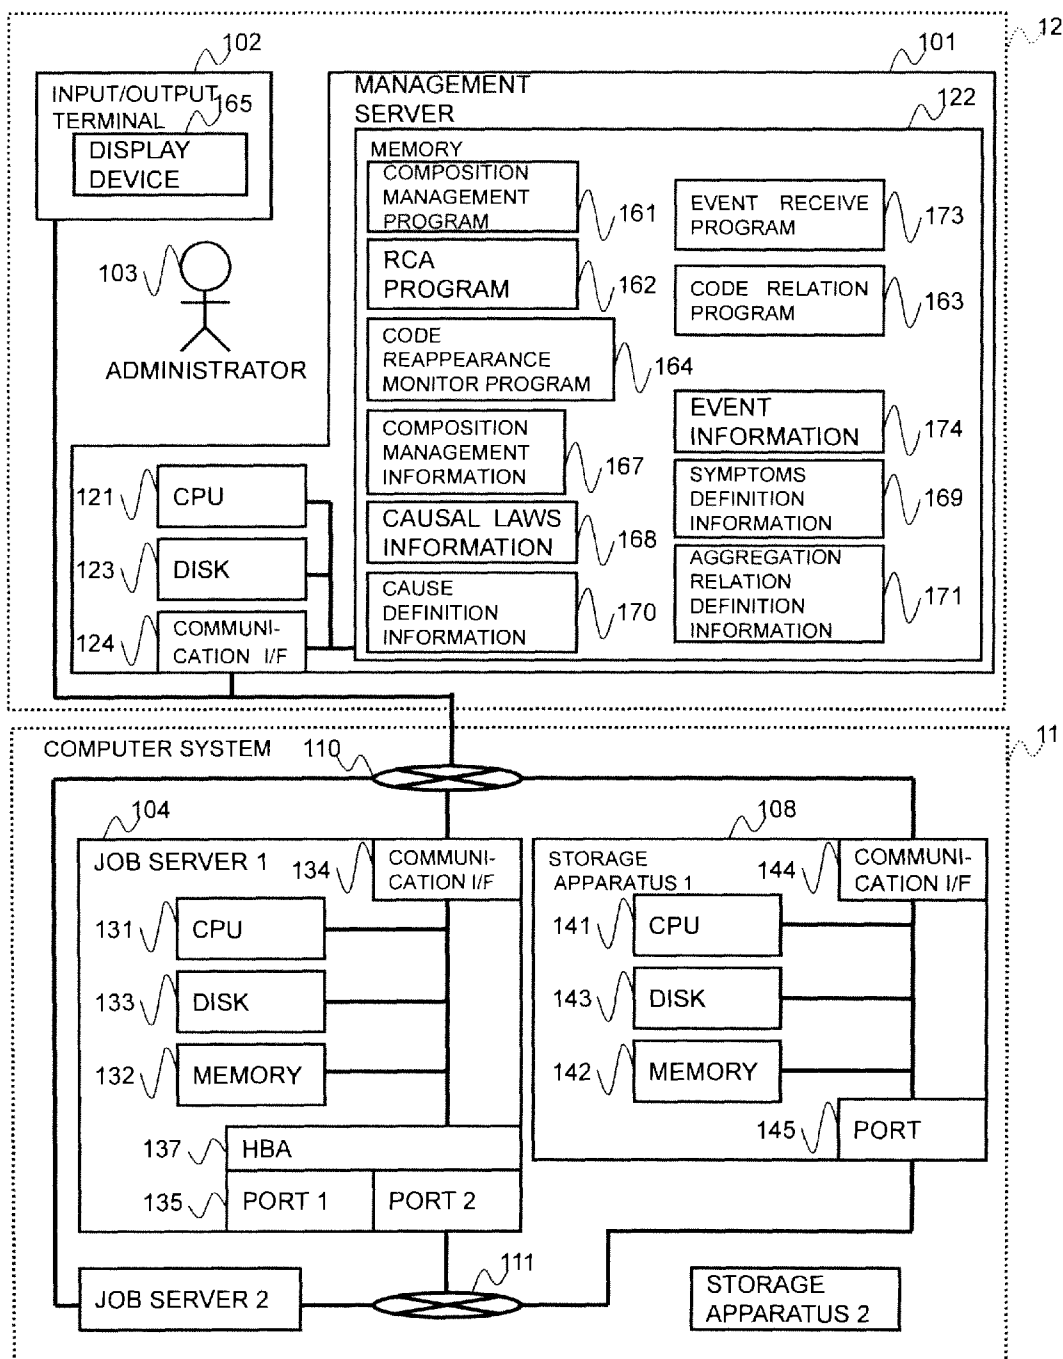 12
102
101
INPUT/OUTPUT
TERMINAL
165
DISPLAY
DEVICE
MANAGEMENT
SERVER
122
MEMORY
COMPOSITION
MANAGEMENT
PROGRAM
161
EVENT RECEIVE
PROGRAM
173
103
ADMINISTRATOR
RCA
PROGRAM
162
CODE RELATION
PROGRAM
163
CODE
REAPPEARANCE
MONITOR PROGRAM
164
COMPOSITION
MANAGEMENT
INFORMATION
167
EVENT
INFORMATION
174
121
CPU
SYMPTOMS
DEFINITION
INFORMATION
169
CAUSAL LAWS
INFORMATION
168
123
DISK
AGGREGATION
RELATION
DEFINITION
INFORMATION
171
CAUSE
DEFINITION
INFORMATION
170
124
COMMUNI-
CATION I/F
11
COMPUTER SYSTEM
110
104
JOB SERVER 1
134
COMMUNI-
CATION I/F
131
CPU
133
DISK
132
MEMORY
137
HBA
135
PORT 1
PORT 2
108
STORAGE
APPARATUS 1
144
COMMUNI-
CATION I/F
141
CPU
143
DISK
142
MEMORY
145
PORT
111
JOB SERVER 2
STORAGE
APPARATUS 2